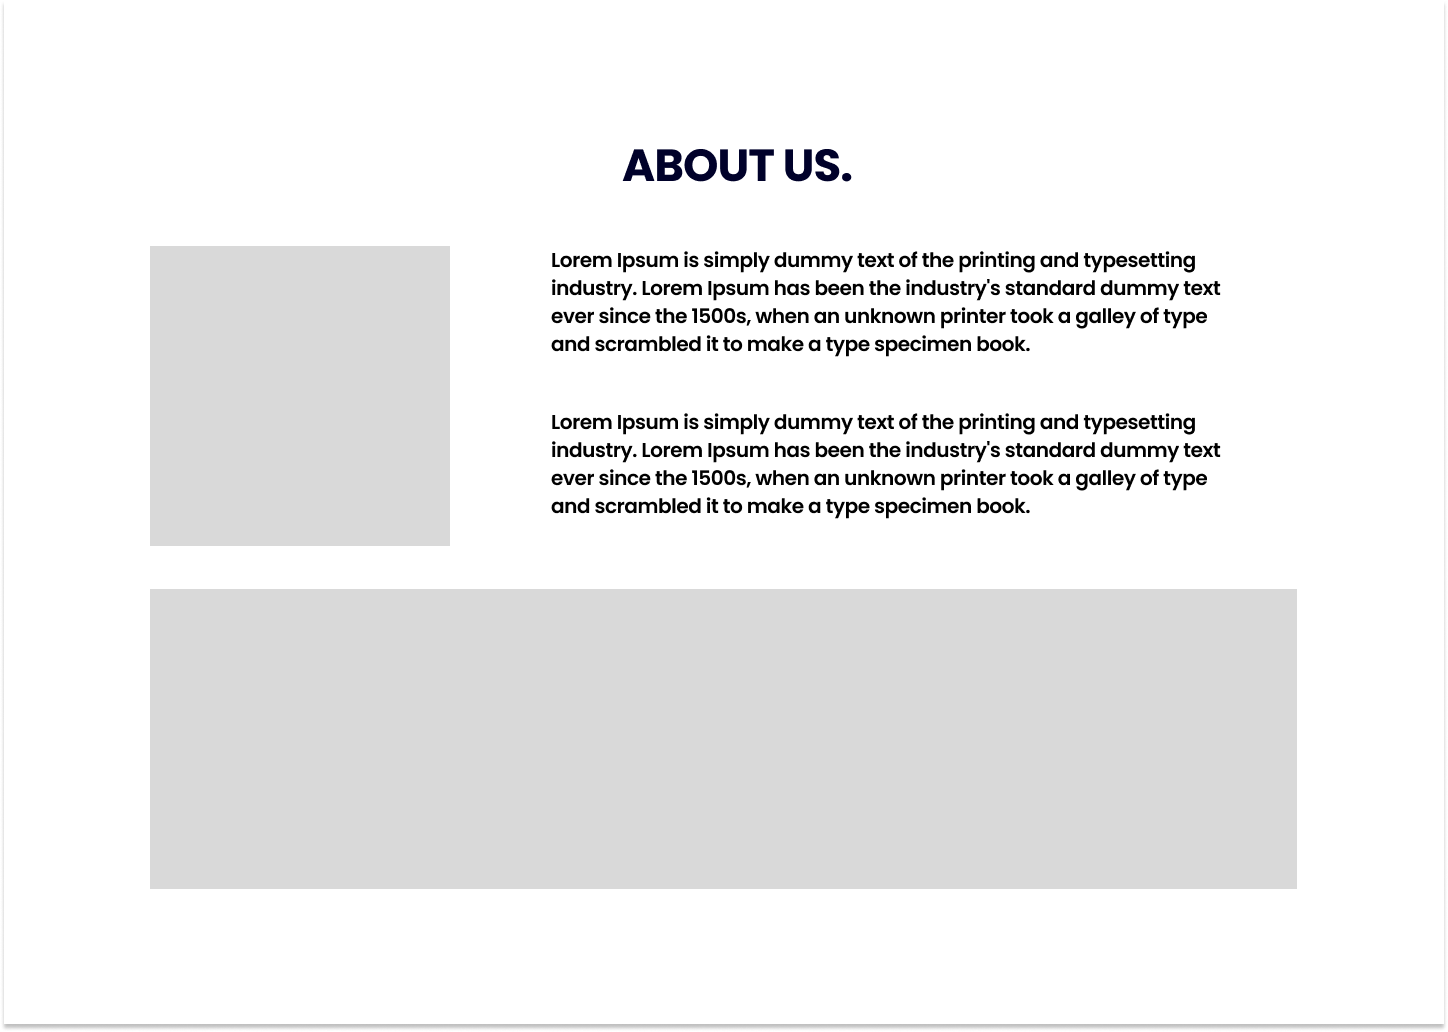 ABOUT US.
Lorem Ipsum is simply dummy text of the printing and typesetting
industry. Lorem Ipsum has been the industry's standard dummy text
ever since the 1500s, when an unknown printer took a galley of type
and scrambled it to make a type specimen book.
Lorem Ipsum is simply dummy text of the printing and typesetting
industry. Lorem Ipsum has been the industry's standard dummy text
ever since the 1500s, when an unknown printer took a galley of type
and scrambled it to make a type specimen book.